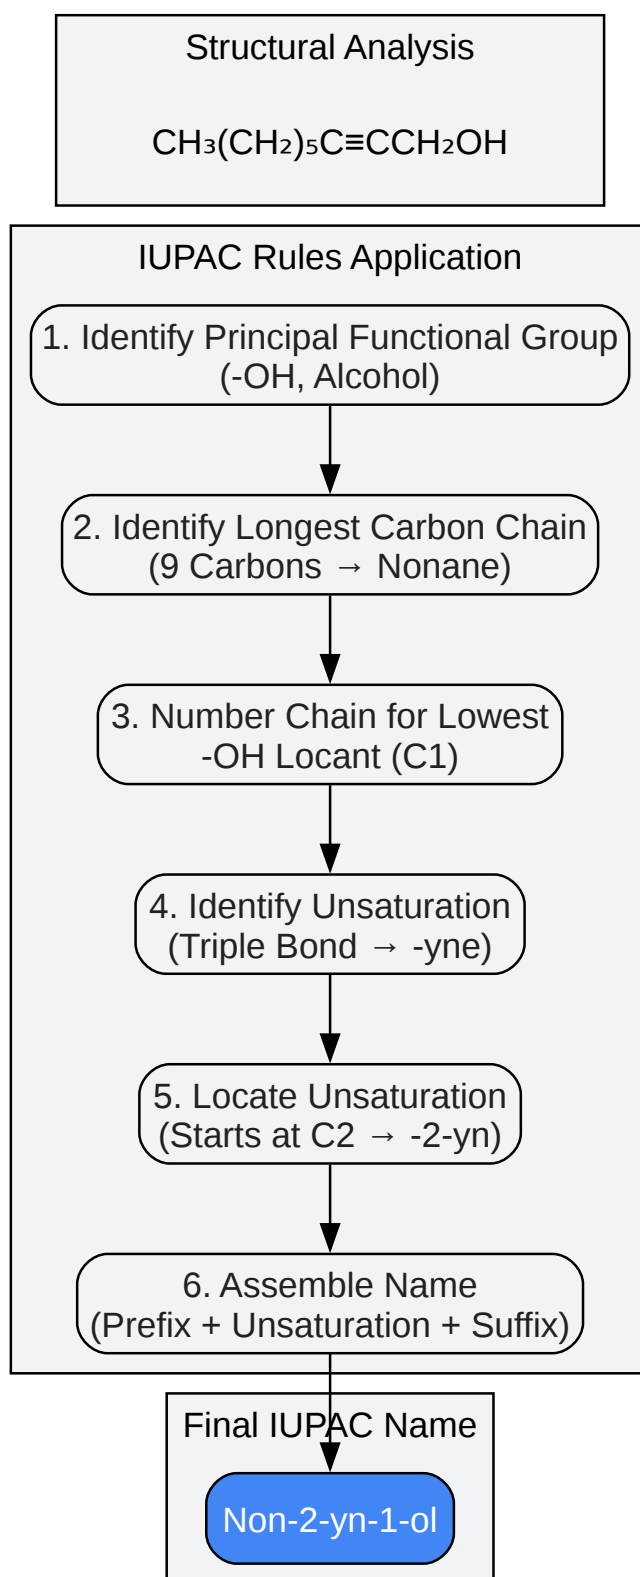 Structural Analysis
CH₃(CH₂)₅C≡CCH₂OH
IUPAC Rules Application
1. Identify Principal Functional Group
(-OH, Alcohol)
2. Identify Longest Carbon Chain
(9 Carbons → Nonane)
3. Number Chain for Lowest
-OH Locant (C1)
4. Identify Unsaturation
(Triple Bond → -yne)
5. Locate Unsaturation
(Starts at C2 → -2-yn)
6. Assemble Name
(Prefix + Unsaturation + Suffix)
Final IUPAC Name
Non-2-yn-1-ol